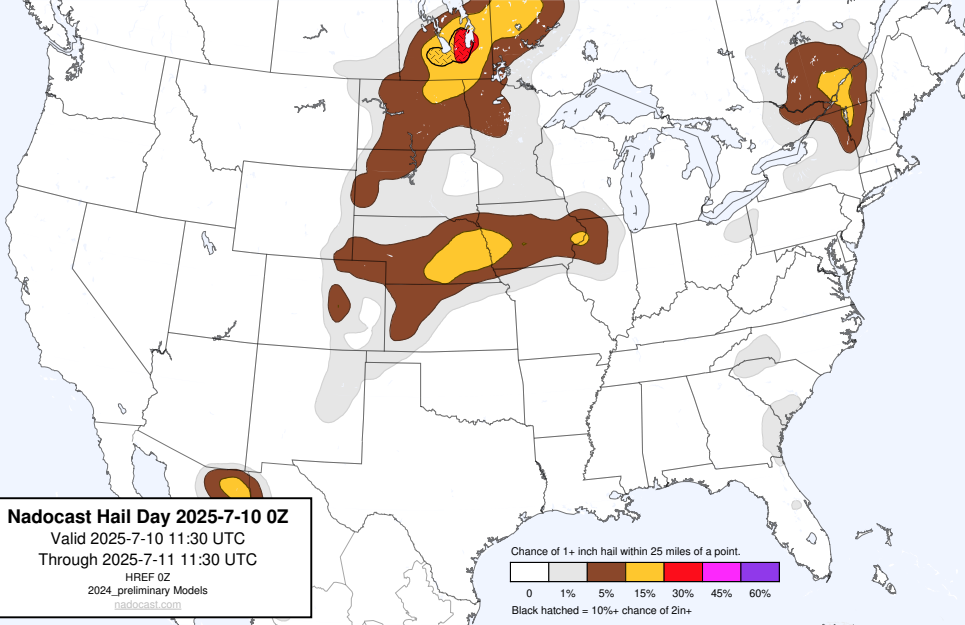 Nadocast Hail Day 2025-7-10 0Z
Valid 2025-7-10 11:30 UTC
Through 2025-7-11 11:30 UTC
HREF 0Z
2024_preliminary Models
nadocast.com
Chance of 1+ inch hail within 25 miles of a point.
0 1% 5% 15% 30% 45% 60%
Black hatched = 10%+ chance of 2in+